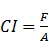 CI = F/A